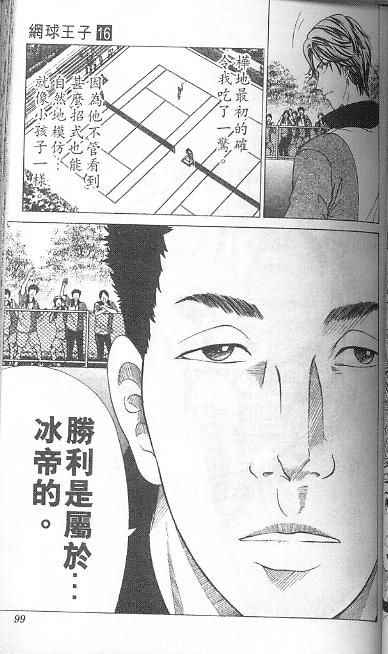 網球王子 16
樺地最初的確
令我吃了一驚。
因為他不管看到
甚麼招式也能
自然地模仿…
就像小孩子一樣
勝利是屬於…
冰帝的。
99